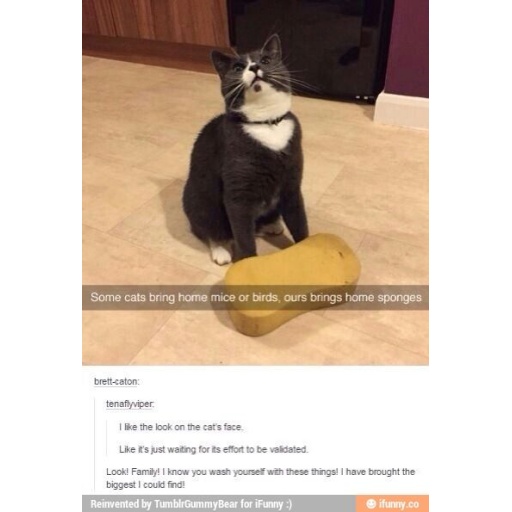 Some cats bring home mice or birds, ours brings home sponges
brett-caton:
tenaflyviper:
I like the look on the cat's face.
Like it's just waiting for its effort to be validated.
Look! Family! I know you wash yourself with these things! I have brought the
biggest I could find!
Reinvented by TumblrGummyBear for iFunny :)
ifunny.co